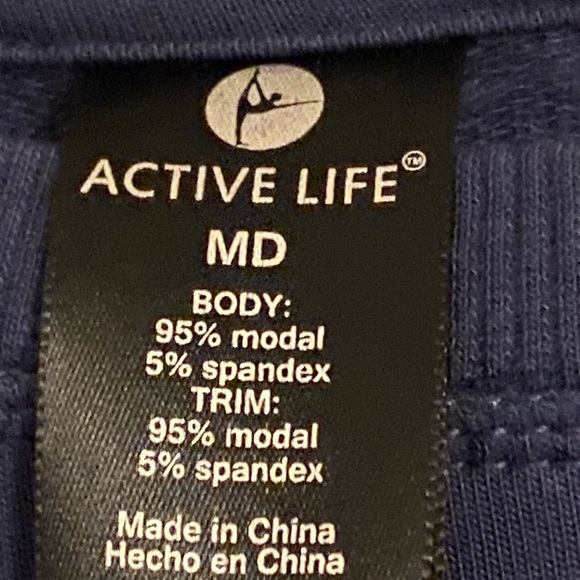 ACTIVE LIFE™
MD
BODY:
95% modal
5% spandex
TRIM:
95% modal
5% spandex
Made in China
Hecho en China